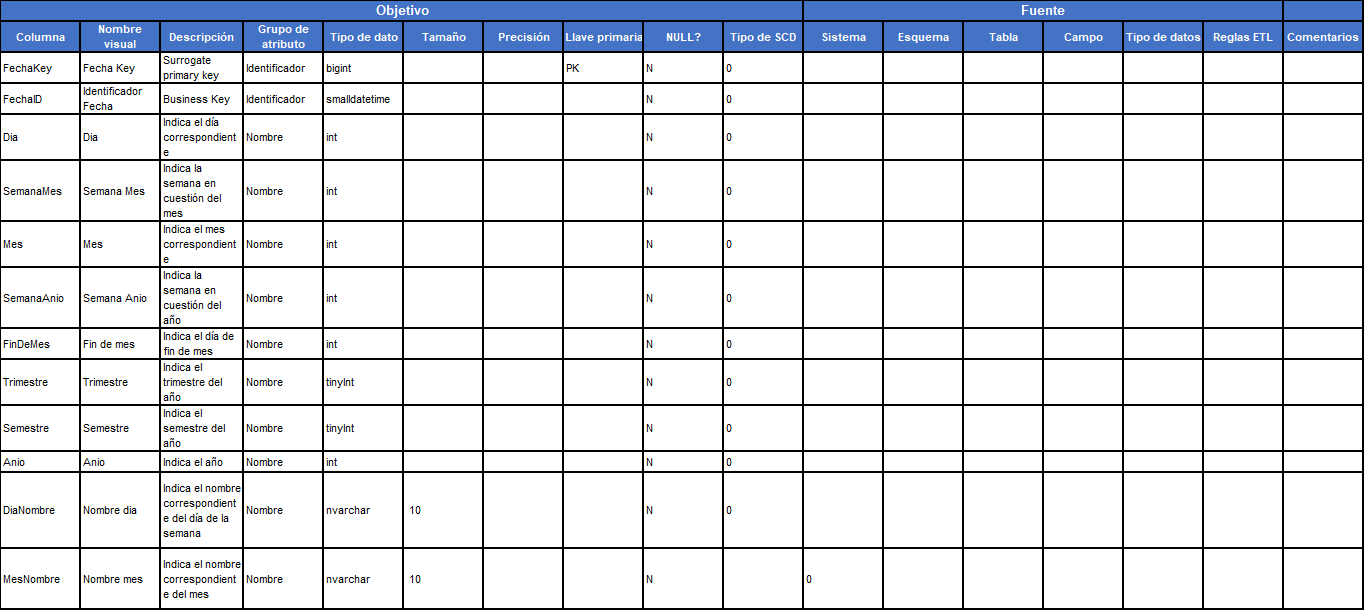 Objetivo Fuente
Columna Nombre visual Descripción Grupo de atributo Tipo de dato Tamaño Precisión Llave primaria NULL? Tipo de SCD Sistema Esquema Tabla Campo Tipo de datos Reglas ETL Comentarios
FechaKey Fecha Key Surrogate primary key Identificador bigint PK N 0
FechaID Identificador Fecha Business Key Identificador smalldatetime N 0
Dia Dia Indica el día correspondiente Nombre int N 0
SemanaMes Semana Mes Indica la semana en cuestión del mes Nombre int N 0
Mes Mes Indica el mes correspondiente Nombre int N 0
SemanaAnio Semana Anio Indica la semana en cuestión del año Nombre int N 0
FinDeMes Fin de mes Indica el día de fin de mes Nombre int N 0
Trimestre Trimestre Indica el trimestre del año Nombre tinyInt N 0
Semestre Semestre Indica el semestre del año Nombre tinyInt N 0
Anio Anio Indica el año Nombre int N 0
DiaNombre Nombre dia Indica el nombre correspondiente del día de la semana Nombre nvarchar 10 N 0
MesNombre Nombre mes Indica el nombre correspondiente del mes Nombre nvarchar 10 N 0